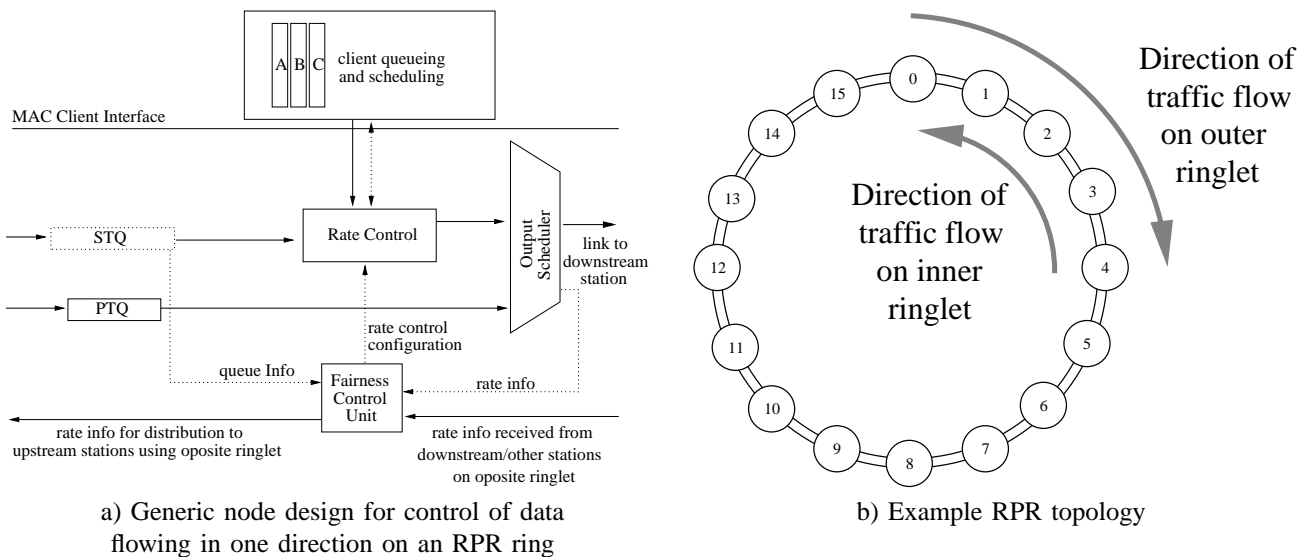 A B C
client queueing
and scheduling
MAC Client Interface
STQ
Rate Control
Output
Scheduler
link to
downstream
station
PTQ
rate control
configuration
queue Info
Fairness
Control
Unit
rate info
rate info for distribution to
upstream stations using oposite ringlet
rate info received from
downstream/other stations
on oposite ringlet
a) Generic node design for control of data
flowing in one direction on an RPR ring
0
1
2
3
4
5
6
7
8
9
10
11
12
13
14
15
Direction of
traffic flow
on outer
ringlet
Direction of
traffic flow
on inner
ringlet
b) Example RPR topology